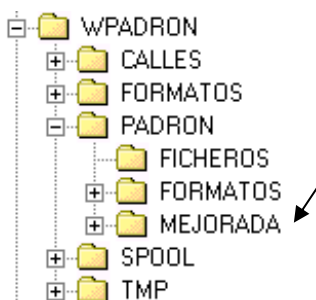 WPADRON
CALLES
FORMATOS
PADRON
FICHEROS
FORMATOS
MEJORADA
SPOOL
TMP